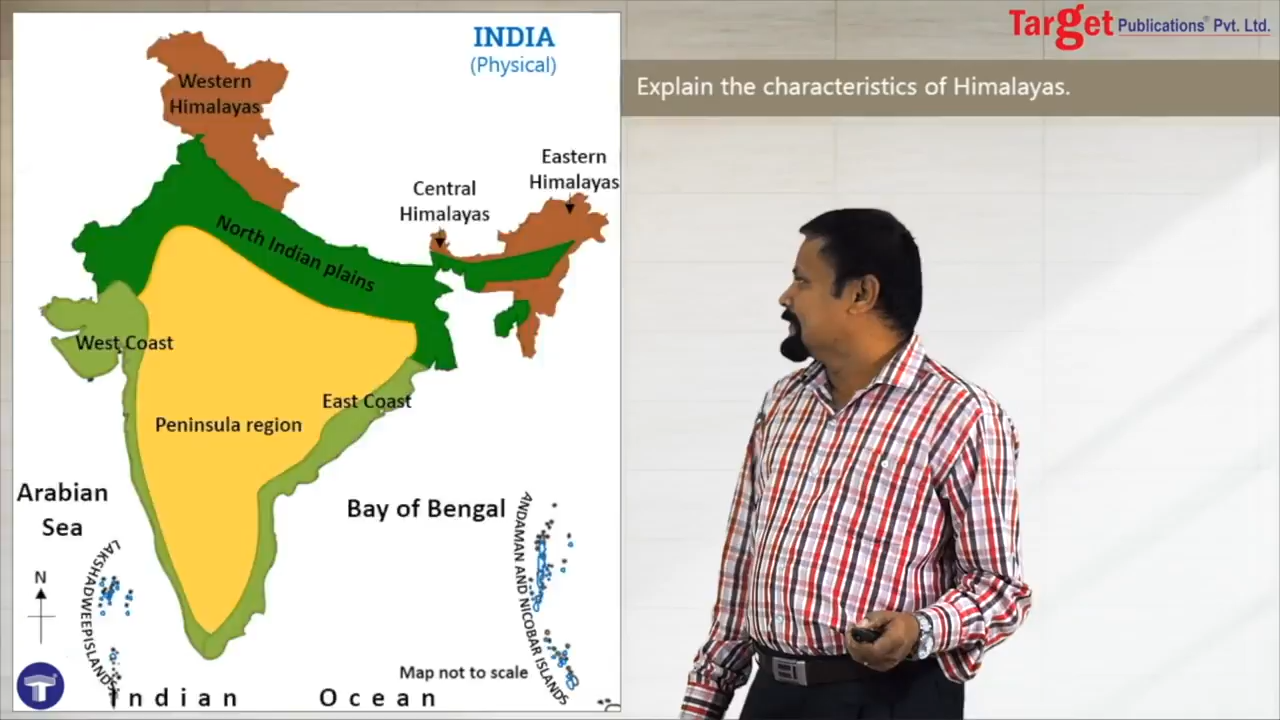 INDIA
(Physical)
Western
Himalayas
Central
Himalayas
Eastern
Himalayas
North Indian plains
West Coast
East Coast
Peninsula region
Arabian
Sea
Bay of Bengal
N
LAKSHADWEEP ISLANDS
ANDAMAN AND NICOBAR ISLANDS
Map not to scale
Indian Ocean
T
Target Publications® Pvt. Ltd.
Explain the characteristics of Himalayas.